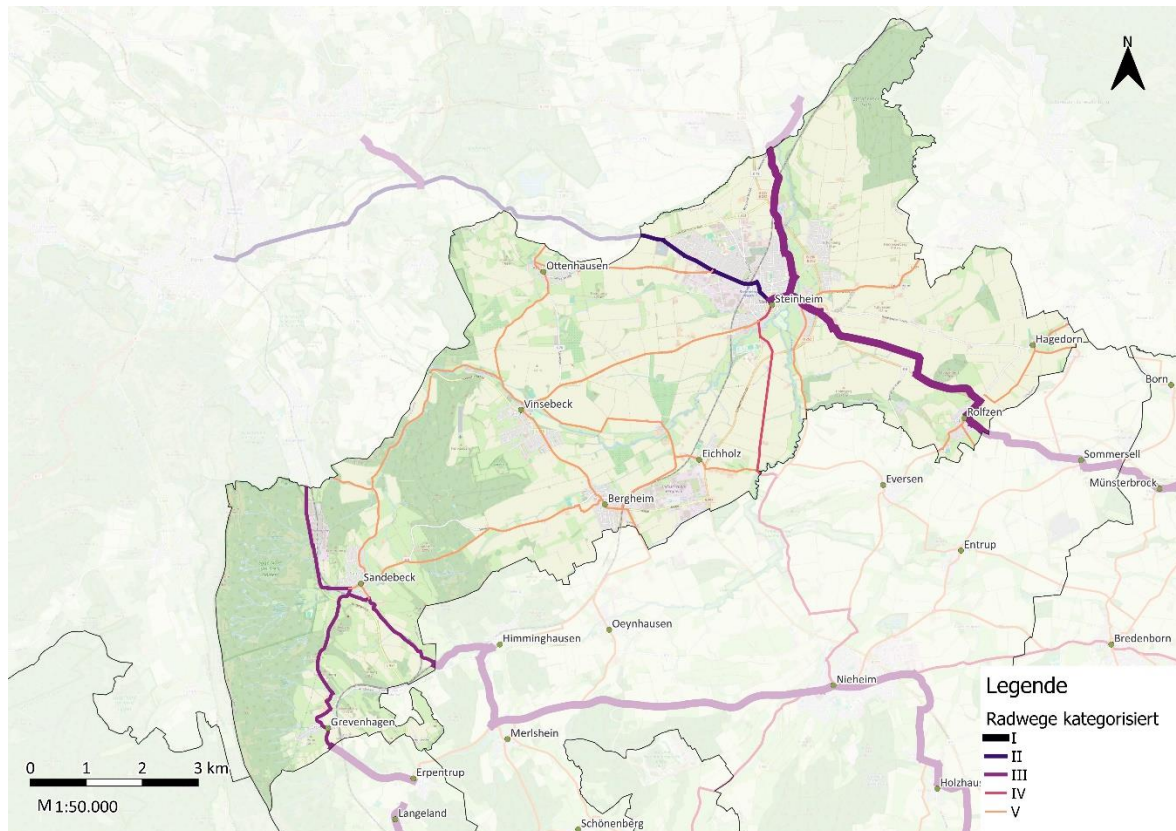 N
Ottenhausen
Steinheim
Hagedorn
Born
Vinsebeck
Rolfzen
Eichholz
Sommersell
Eversen
Münsterbrock
Bergheim
Entrup
Sandebeck
Oeynhausen
Himminghausen
Bredenborn
Nieheim
Legende
Radwege kategorisiert
I
II
III
IV
V
Grevenhagen
Merlshein
Erpentrup
Holzhau
Langeland
Schönenberg
0 1 2 3 km
M 1:50.000